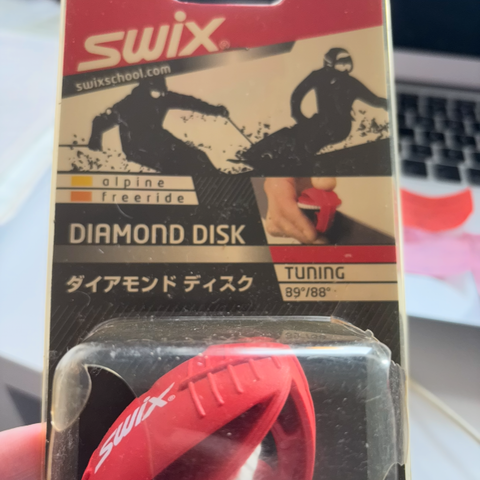 SWIX®
swixschool.com
alpine
freeride
DIAMOND DISK
ダイアモンド ディスク
TUNING
89°/88°
SWIX®